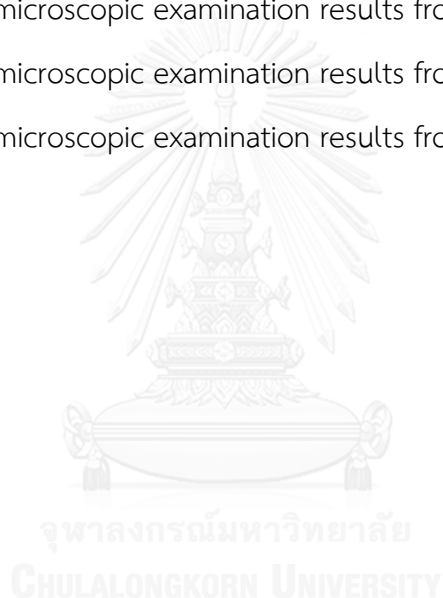 microscopic examination results fro
microscopic examination results fro
microscopic examination results fro
จุฬาลงกรณ์มหาวิทยาลัย
CHULALONGKORN UNIVERSITY